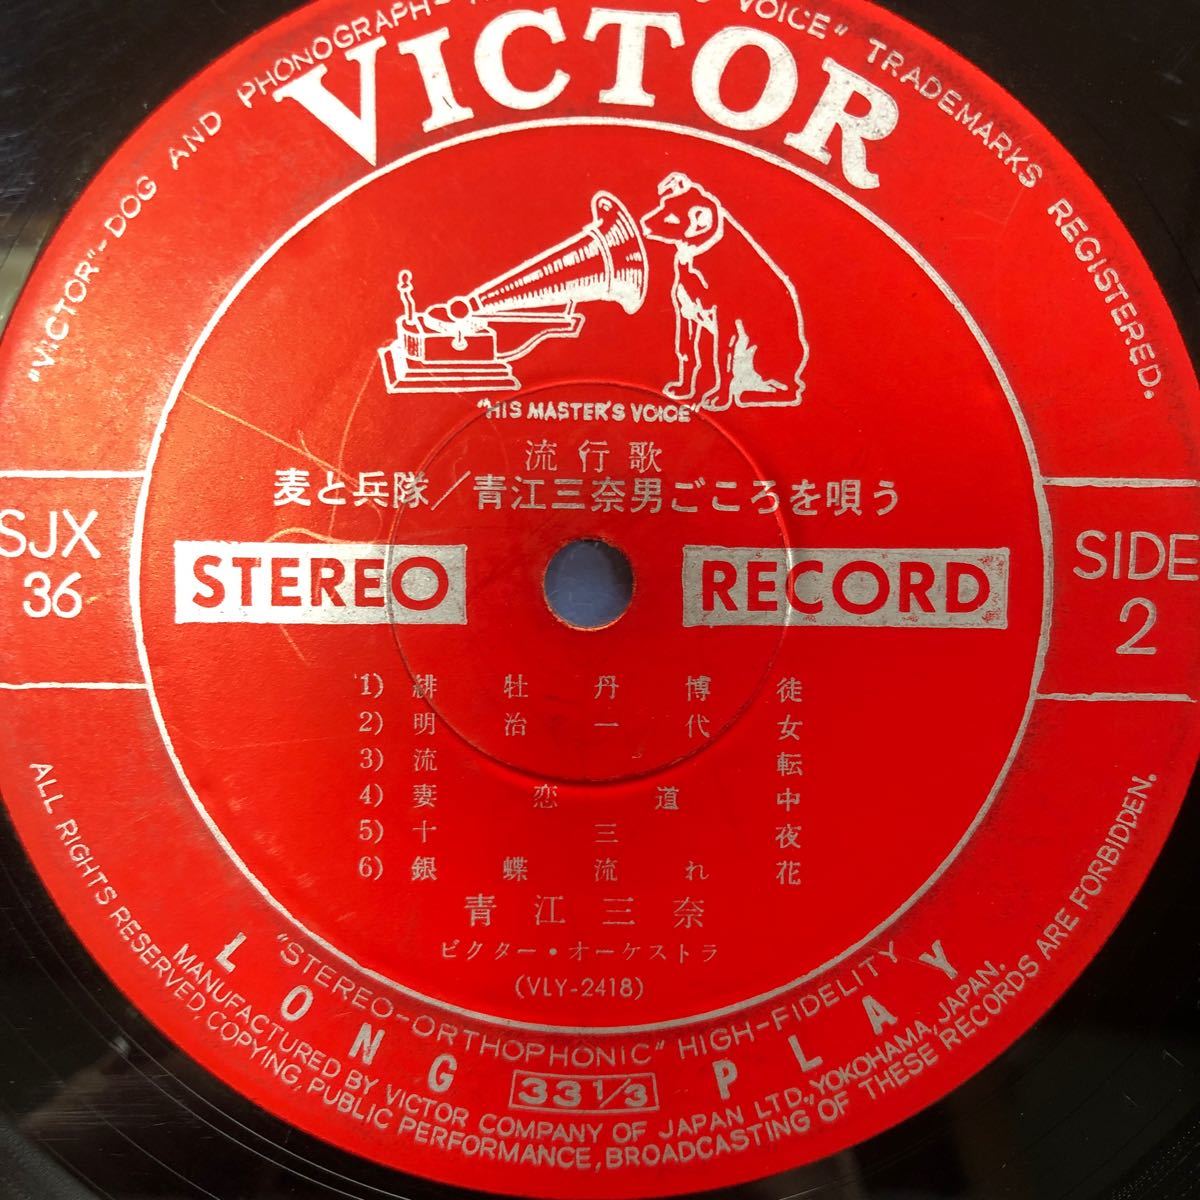 "VICTOR"-DOG AND PHONOGRAPH- VOICE" TRADEMARKS REGISTERED.
VICTOR
"HIS MASTER'S VOICE"
流行歌
麦と兵隊/青江三奈男ごころを唄う
SJX
36
STEREO RECORD
SIDE
2
1) 緋牡丹博徒
2) 明治一代女
3) 流転
4) 妻恋道中
5) 十三夜
6) 銀蝶流れ花
青江三奈
ビクター・オーケストラ
(VLY-2418)
"STEREO-ORTHOPHONIC" HIGH-FIDELITY
LONG PLAY
33 1/3
MANUFACTURED BY VICTOR COMPANY OF JAPAN LTD., YOKOHAMA, JAPAN.
ALL RIGHTS RESERVED, COPYING, PUBLIC PERFORMANCE, BROADCASTING OF THESE RECORDS ARE FORBIDDEN.